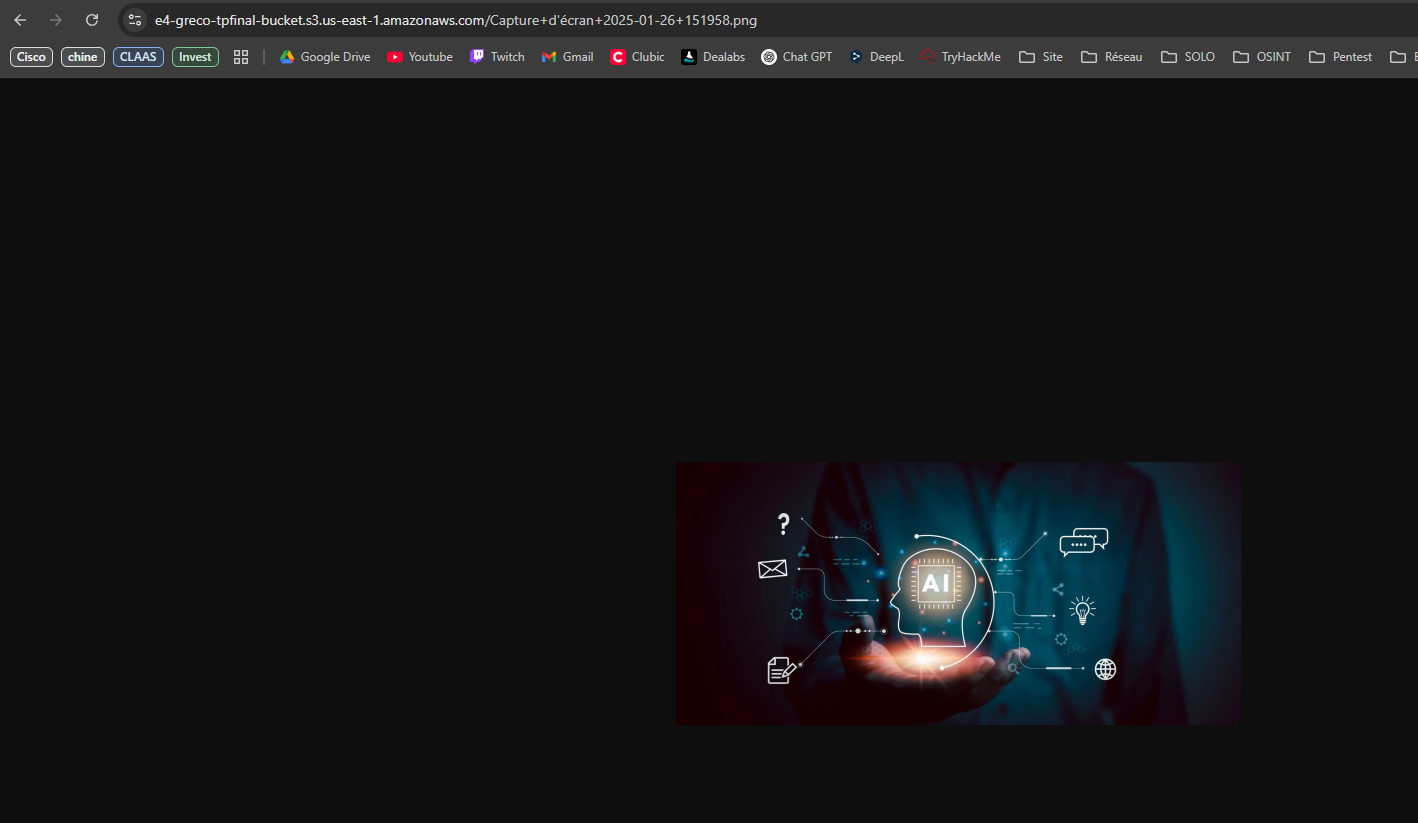 e4-greco-tpfinal-bucket.s3.us-east-1.amazonaws.com/Capture+d'écran+2025-01-26+151958.png
Cisco chine CLAAS Invest Google Drive Youtube Twitch Gmail Clubic Dealabs Chat GPT DeepL TryHackMe Site Réseau SOLO OSINT Pentest
?
AI